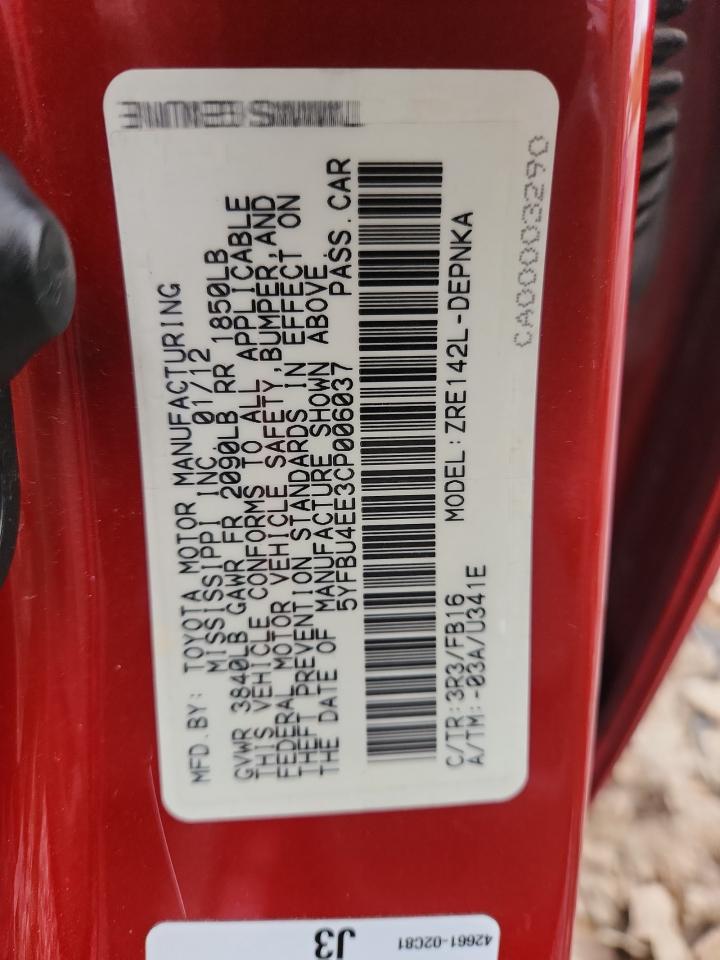 MFD.BY: TOYOTA MOTOR MANUFACTURING
MISSISSIPPI INC. 01/12
GVWR 3840LB GAWR FR 2090LB RR 1850LB
THIS VEHICLE CONFORMS TO ALL APPLICABLE
FEDERAL MOTOR VEHICLE SAFETY,BUMPER,AND
THEFT PREVENTION STANDARDS IN EFFECT ON
THE DATE OF MANUFACTURE SHOWN ABOVE.
5YFBU4EE3CP006037 PASS.CAR
MODEL:ZRE142L-DEPNKA
C/TR:3R3/FB16
A/TM:-03A/U341E
CA00003290
J3
42661-02C81